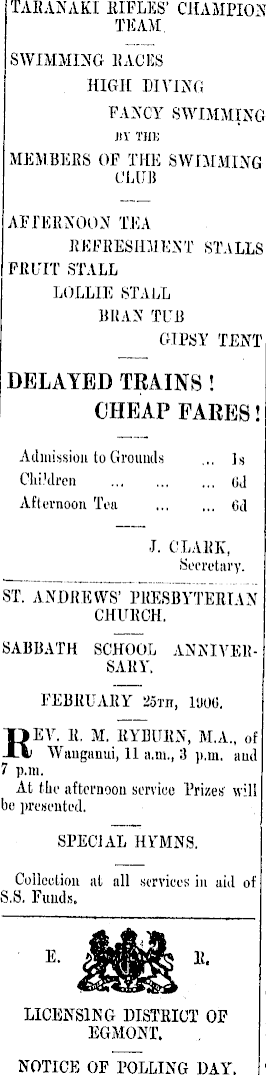 TARANAKI RIFLES' CHAMPION
TEAM.
SWIMMING RACES
HIGH DIVING
FANCY SWIMMING
BY THE
MEMBERS OF THE SWIMMING
CLUB
AFTERNOON TEA
REFRESHMENT STALLS
FRUIT STALL
LOLLIE STALL
BRAN TUB
GIPSY TENT
DELAYED TRAINS!
CHEAP FARES!
Admission to Grounds .. 1s
Children ... ... ... 6d
Afternoon Tea ... ... 6d
J. CLARK,
Secretary.
ST. ANDREWS' PRESBYTERIAN
CHURCH.
SABBATH SCHOOL ANNIVER-
SARY.
FEBRUARY 25TH, 1906.
REV. R. M. RYBURN, M.A., of
Wanganui, 11 a.m., 3 p.m. and
7 p.m.
At the afternoon service Prizes will
be presented.
SPECIAL HYMNS.
Collection at all services in aid of
S.S. Funds.
E. R.
LICENSING DISTRICT OF
EGMONT.
NOTICE OF POLLING DAY.